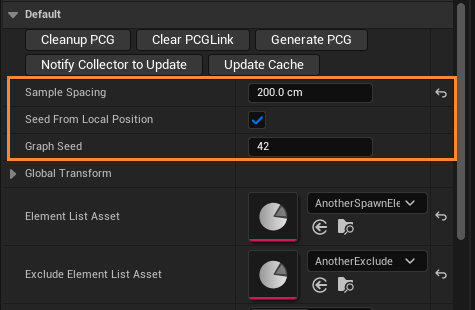 Default
Cleanup PCG Clear PCGLink Generate PCG
Notify Collector to Update Update Cache
Sample Spacing 200.0 cm
Seed From Local Position
Graph Seed 42
Global Transform
Element List Asset AnotherSpawnEle
Exclude Element List Asset AnotherExclude